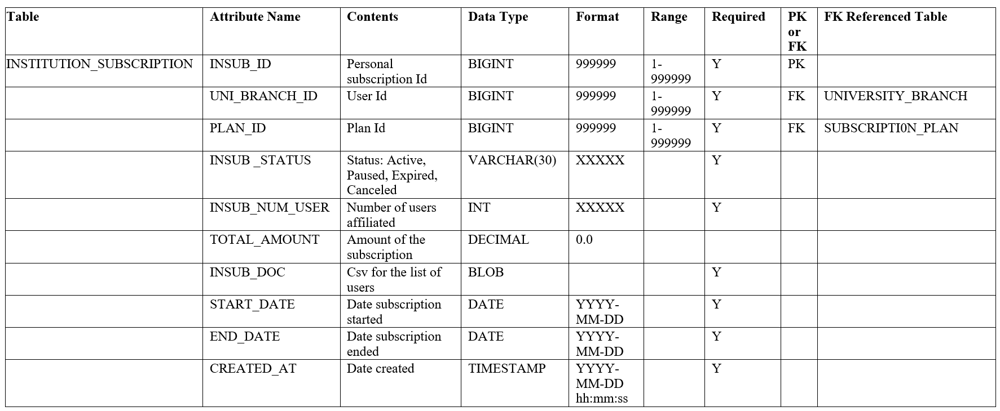 Table Attribute Name Contents Data Type Format Range Required PK FK Referenced Table
or
FK
INSTITUTION_SUBSCRIPTION INSUB_ID Personal BIGINT 999999 1- Y PK
subscription Id 999999
UNI_BRANCH_ID User Id BIGINT 999999 1- Y FK UNIVERSITY_BRANCH
999999
PLAN_ID Plan Id BIGINT 999999 1- Y FK SUBSCRIPTI0N_PLAN
999999
INSUB _STATUS Status: Active, VARCHAR(30) XXXXX Y
Paused, Expired,
Canceled
INSUB_NUM_USER Number of users INT XXXXX Y
affiliated
TOTAL_AMOUNT Amount of the DECIMAL 0.0
subscription
INSUB_DOC Csv for the list of BLOB Y
users
START_DATE Date subscription DATE YYYY- Y
started MM-DD
END_DATE Date subscription DATE YYYY- Y
ended MM-DD
CREATED_AT Date created TIMESTAMP YYYY- Y
MM-DD
hh:mm:ss